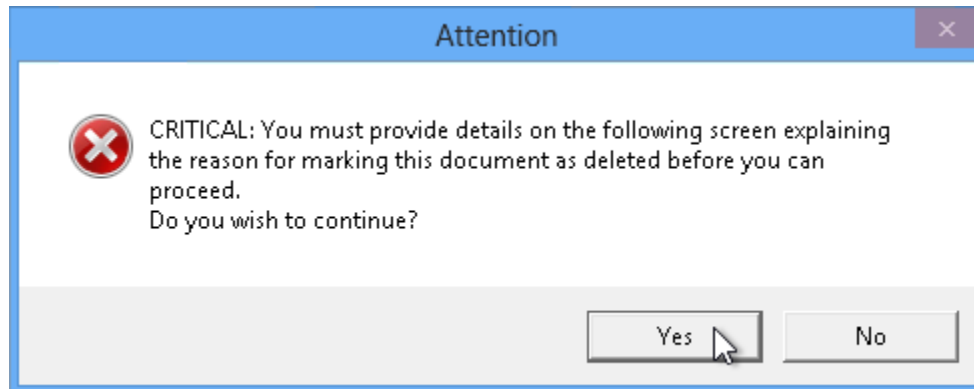 Attention
CRITICAL: You must provide details on the following screen explaining
the reason for marking this document as deleted before you can
proceed.
Do you wish to continue?
Yes
No